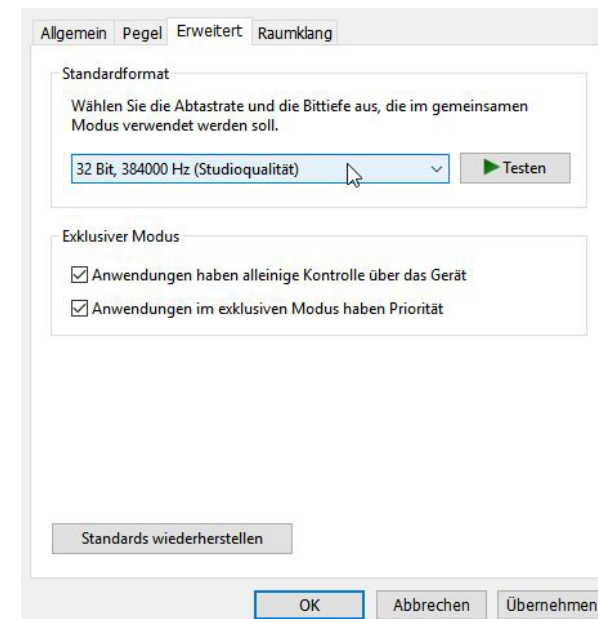 Allgemein Pegel Erweitert Raumklang
Standardformat
Wählen Sie die Abtastrate und die Bittiefe aus, die im gemeinsamen
Modus verwendet werden soll.
32 Bit, 384000 Hz (Studioqualität) Testen
Exklusiver Modus
Anwendungen haben alleinige Kontrolle über das Gerät
Anwendungen im exklusiven Modus haben Priorität
Standards wiederherstellen
OK Abbrechen Übernehmen